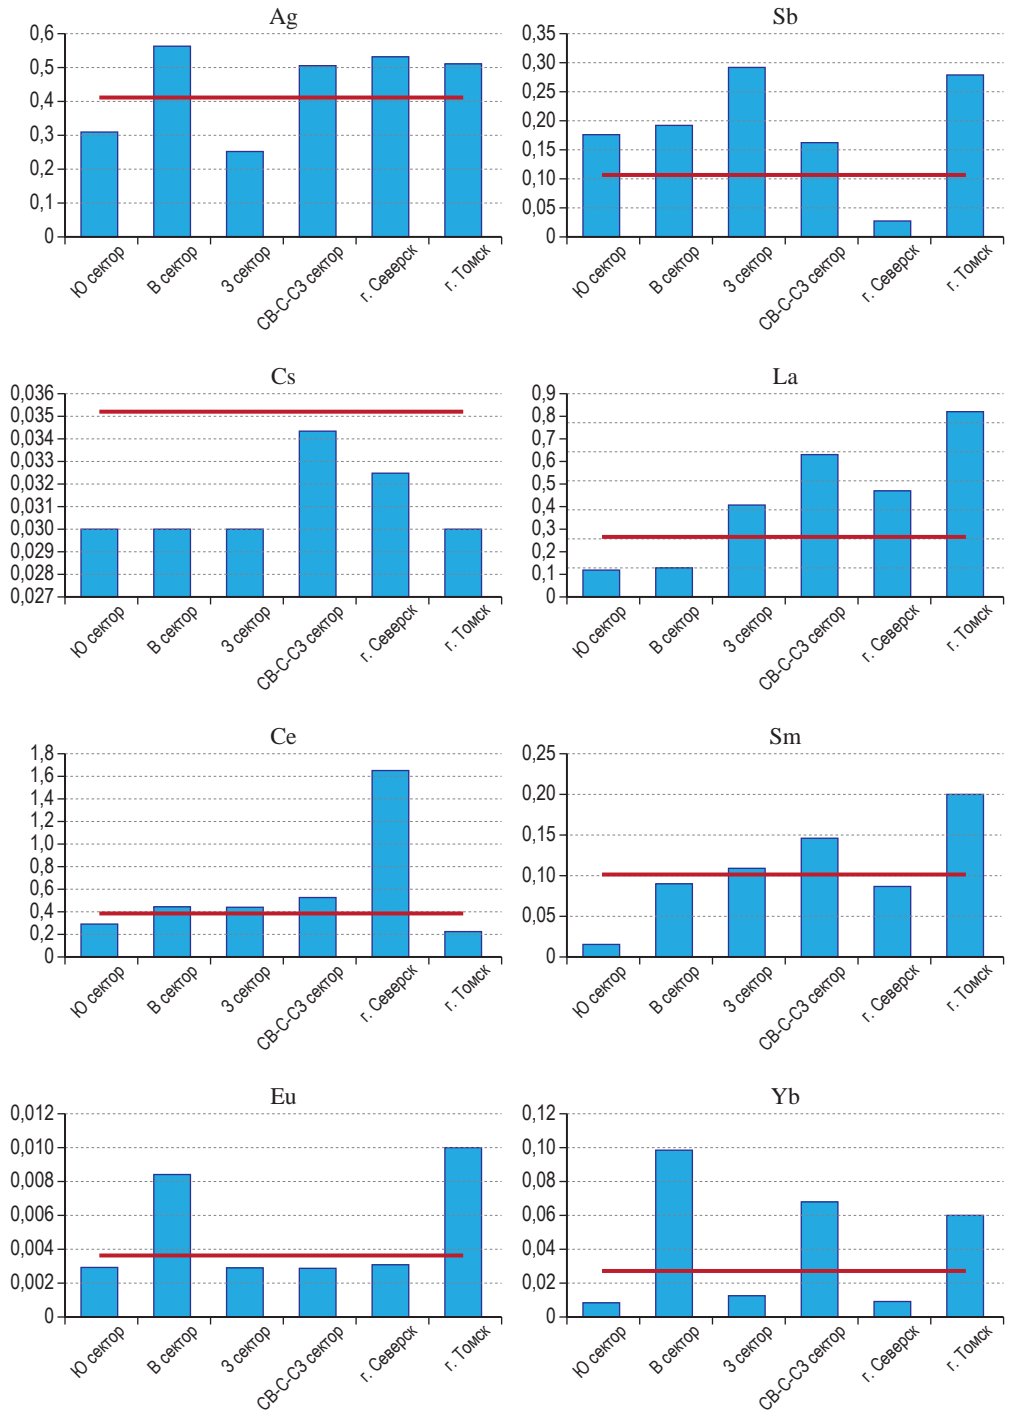 Ag
0,6
0,5
0,4
0,3
0,2
0,1
0
Ю сектор
В сектор
З сектор
СВ-С-СЗ сектор
г. Северск
г. Томск
Sb
0,35
0,30
0,25
0,20
0,15
0,10
0,05
0
Ю сектор
В сектор
З сектор
СВ-С-СЗ сектор
г. Северск
г. Томск
Cs
0,036
0,035
0,034
0,033
0,032
0,031
0,030
0,029
0,028
0,027
Ю сектор
В сектор
З сектор
СВ-С-СЗ сектор
г. Северск
г. Томск
La
0,9
0,8
0,7
0,6
0,5
0,4
0,3
0,2
0,1
0
Ю сектор
В сектор
З сектор
СВ-С-СЗ сектор
г. Северск
г. Томск
Ce
1,8
1,6
1,4
1,2
1,0
0,8
0,6
0,4
0,2
0
Ю сектор
В сектор
З сектор
СВ-С-СЗ сектор
г. Северск
г. Томск
Sm
0,25
0,20
0,15
0,10
0,05
0
Ю сектор
В сектор
З сектор
СВ-С-СЗ сектор
г. Северск
г. Томск
Eu
0,012
0,010
0,008
0,006
0,004
0,002
0
Ю сектор
В сектор
З сектор
СВ-С-СЗ сектор
г. Северск
г. Томск
Yb
0,12
0,10
0,08
0,06
0,04
0,02
0
Ю сектор
В сектор
З сектор
СВ-С-СЗ сектор
г. Северск
г. Томск